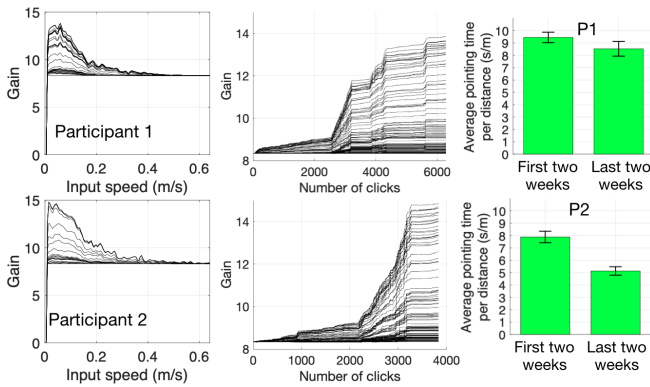 15
10
5
0
Gain
Participant 1
0 0.2 0.4 0.6
Input speed (m/s)
14
12
10
8
Gain
0 2000 4000 6000
Number of clicks
P1
10
9
8
7
6
5
4
3
2
1
0
Average pointing time
per distance (s/m)
First two
weeks
Last two
weeks
15
10
5
0
Gain
Participant 2
0 0.2 0.4 0.6
Input speed (m/s)
14
12
10
8
Gain
0 1000 2000 3000 4000
Number of clicks
P2
10
9
8
7
6
5
4
3
2
1
0
Average pointing time
per distance (s/m)
First two
weeks
Last two
weeks